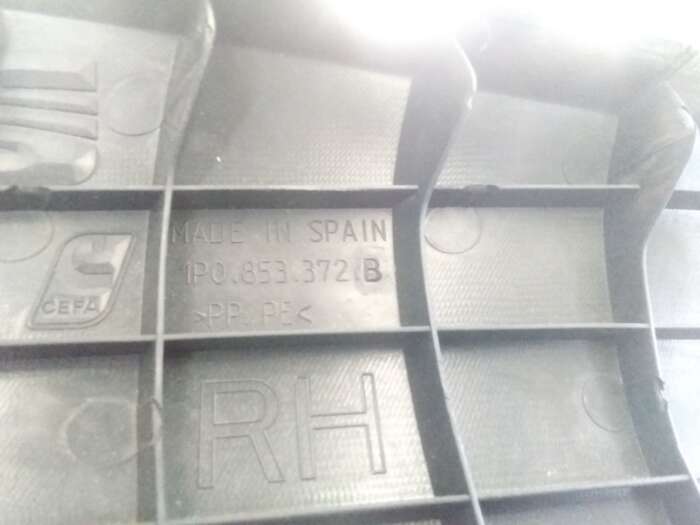 MADE IN SPAIN
1P0.853.372.B
CEFA
>PP.PE<
RH